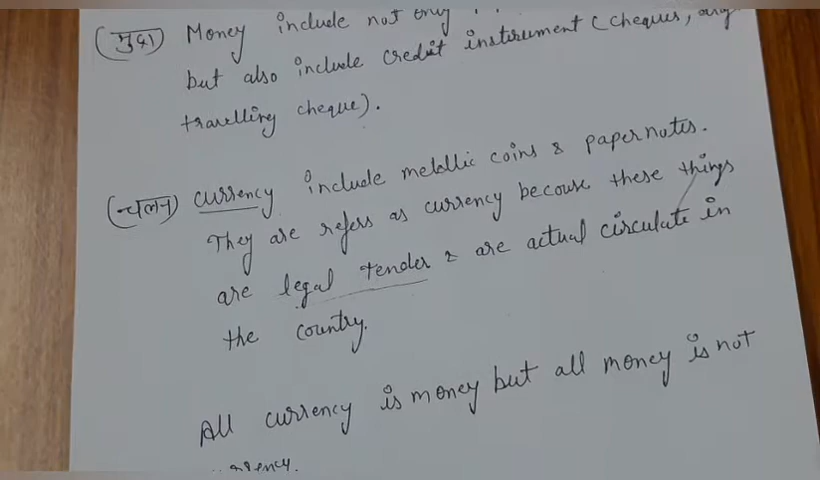 (मुद्रा) Money include not only
but also include credit instrument (cheques,
travelling cheque).
(चलन) currency include metallic coins & paper notes.
They are refers as currency becouse these things
are legal tender & are actual circulate in
the country.
All currency is money but all money is not